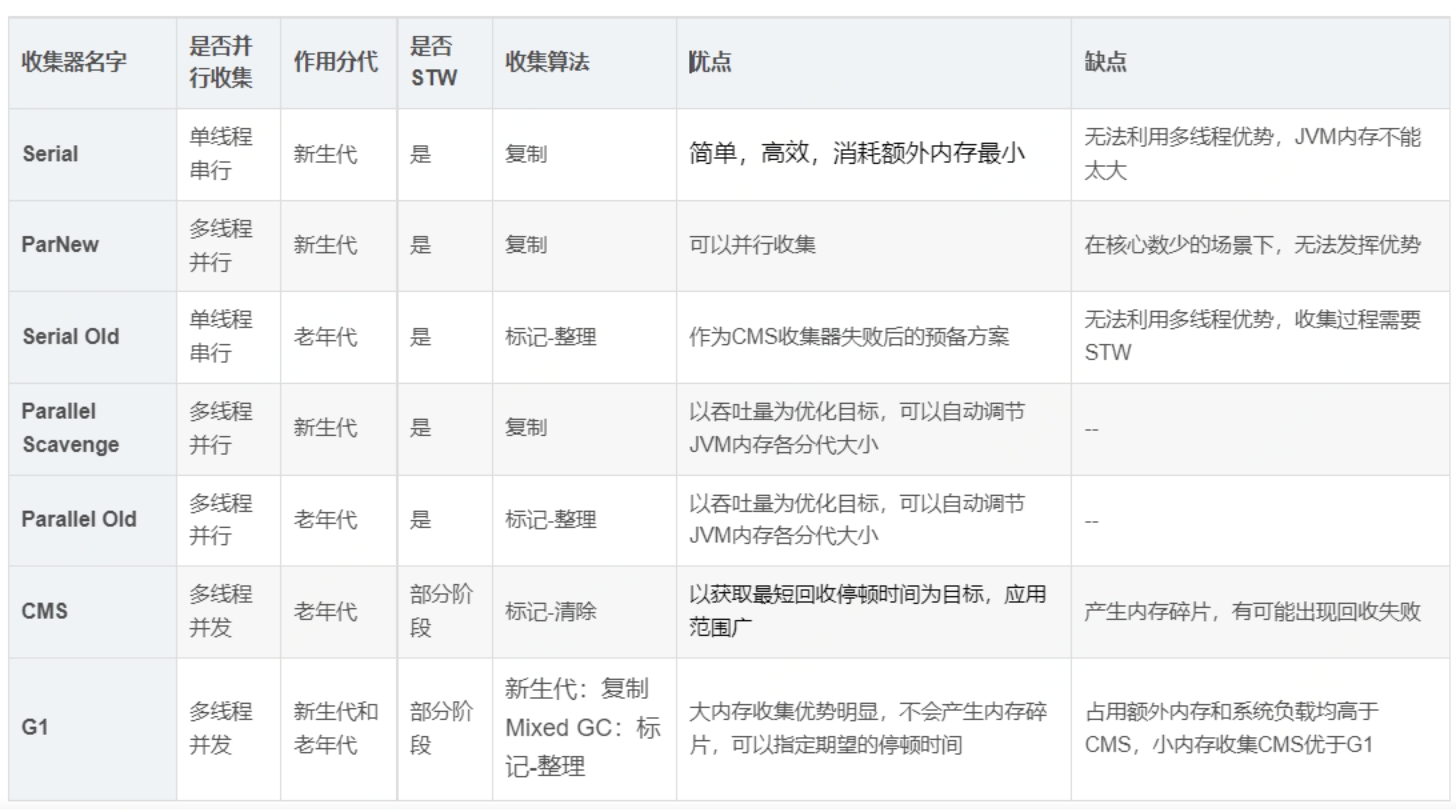 收集器名字
是否并
行收集
作用分代
是否
STW
收集算法
优点
缺点
Serial
单线程
串行
新生代
是
复制
简单，高效，消耗额外内存最小
无法利用多线程优势，JVM内存不能
太大
ParNew
多线程
并行
新生代
是
复制
可以并行收集
在核心数少的场景下，无法发挥优势
Serial Old
单线程
串行
老年代
是
标记-整理
作为CMS收集器失败后的预备方案
无法利用多线程优势，收集过程需要
STW
Parallel
Scavenge
多线程
并行
新生代
是
复制
以吞吐量为优化目标，可以自动调节
JVM内存各分代大小
--
Parallel Old
多线程
并行
老年代
是
标记-整理
以吞吐量为优化目标，可以自动调节
JVM内存各分代大小
--
CMS
多线程
并发
老年代
部分阶
段
标记-清除
以获取最短回收停顿时间为目标，应用
范围广
产生内存碎片，有可能出现回收失败
G1
多线程
并发
新生代和
老年代
部分阶
段
新生代：复制
Mixed GC：标
记-整理
大内存收集优势明显，不会产生内存碎
片，可以指定期望的停顿时间
占用额外内存和系统负载均高于
CMS，小内存收集CMS优于G1